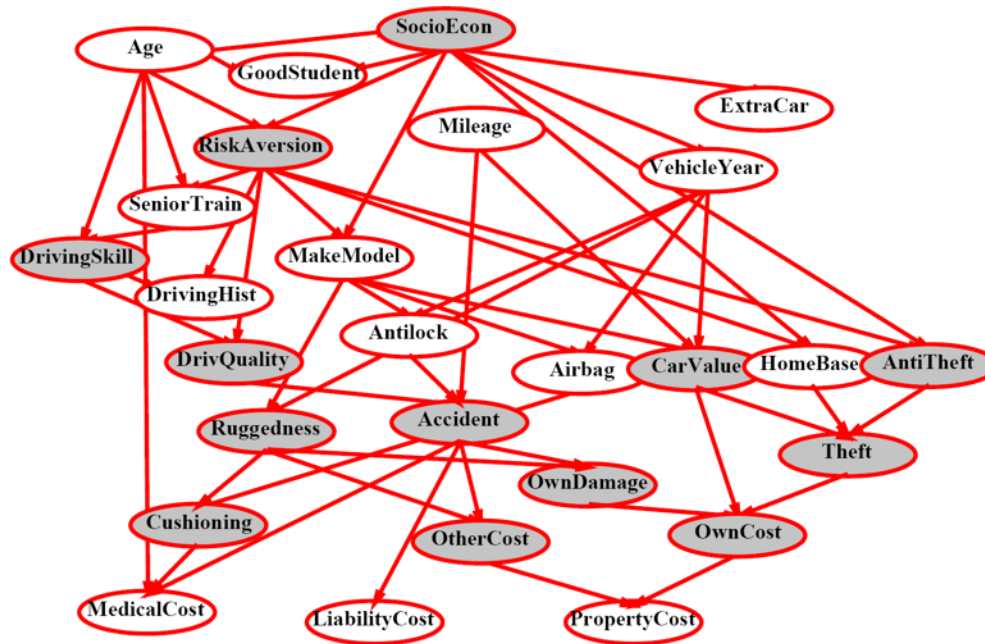 SocioEcon
Age
GoodStudent
ExtraCar
Mileage
RiskAversion
VehicleYear
SeniorTrain
DrivingSkill
MakeModel
DrivingHist
Antilock
DrivQuality
Airbag
CarValue
HomeBase
AntiTheft
Ruggedness
Accident
Theft
OwnDamage
Cushioning
OtherCost
OwnCost
MedicalCost
LiabilityCost
PropertyCost